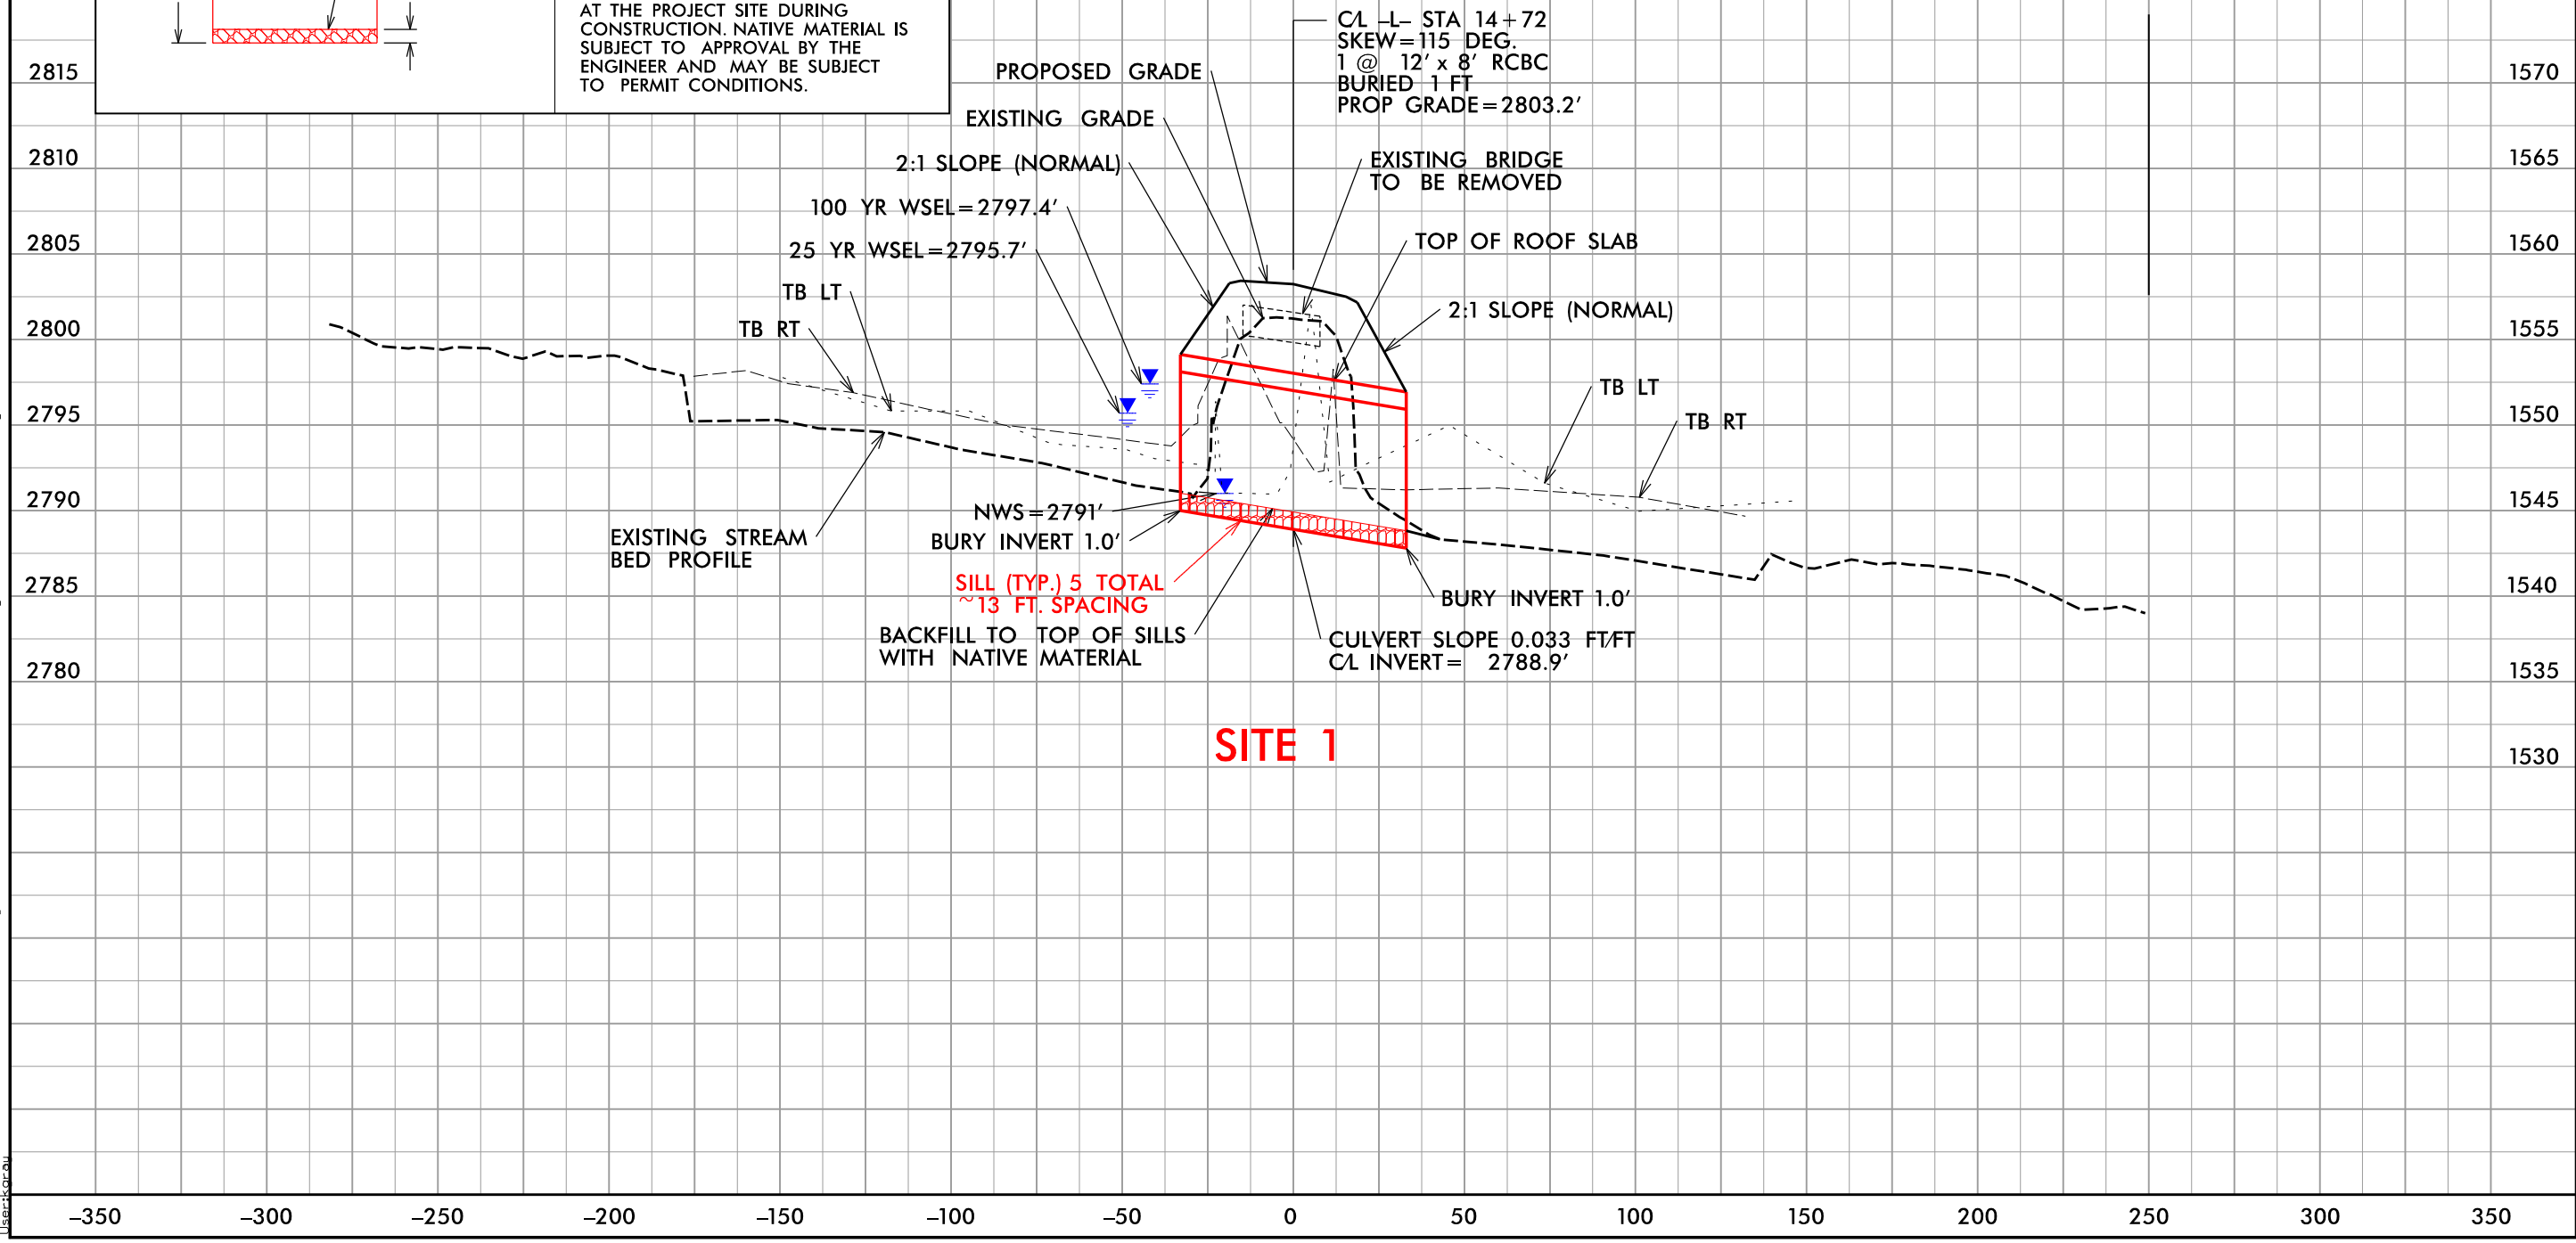 AT THE PROJECT SITE DURING
CONSTRUCTION. NATIVE MATERIAL IS
SUBJECT TO APPROVAL BY THE
ENGINEER AND MAY BE SUBJECT
TO PERMIT CONDITIONS.
C/L -L- STA 14+72
SKEW=115 DEG.
1 @ 12' x 8' RCBC
BURIED 1 FT
PROP GRADE=2803.2'
PROPOSED GRADE
EXISTING GRADE
2:1 SLOPE (NORMAL)
100 YR WSEL=2797.4'
25 YR WSEL=2795.7'
TB LT
TB RT
EXISTING BRIDGE
TO BE REMOVED
TOP OF ROOF SLAB
2:1 SLOPE (NORMAL)
TB LT
TB RT
NWS=2791'
BURY INVERT 1.0'
EXISTING STREAM
BED PROFILE
SILL (TYP.) 5 TOTAL
~13 FT. SPACING
BACKFILL TO TOP OF SILLS
WITH NATIVE MATERIAL
BURY INVERT 1.0'
CULVERT SLOPE 0.033 FT/FT
C/L INVERT= 2788.9'
SITE 1
2815
2810
2805
2800
2795
2790
2785
2780
1570
1565
1560
1555
1550
1545
1540
1535
1530
-350 -300 -250 -200 -150 -100 -50 0 50 100 150 200 250 300 350
User:karau